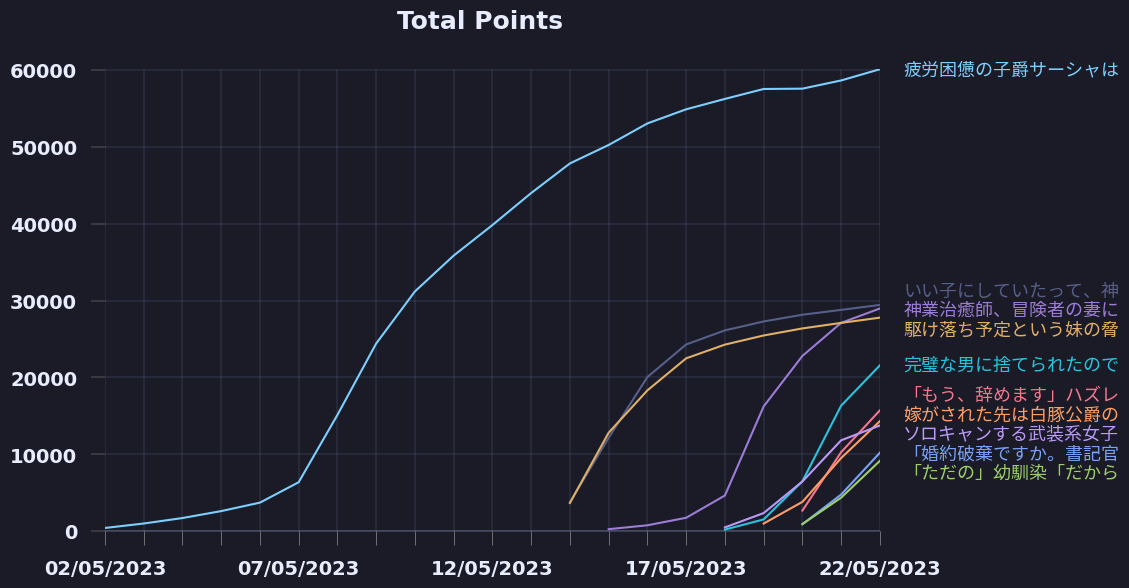 Total Points
60000
50000
40000
30000
20000
10000
0
02/05/2023
07/05/2023
12/05/2023
17/05/2023
22/05/2023
疲労困憊の子爵サーシャは
いい子にしていたって、神
神業治癒師、冒険者の妻に
駆け落ち予定という妹の脅
完璧な男に捨てられたので
「もう、辞めます」ハズレ
嫁がされた先は白豚公爵の
ソロキャンする武装系女子
「婚約破棄ですか。書記官
「ただの」幼馴染「だから